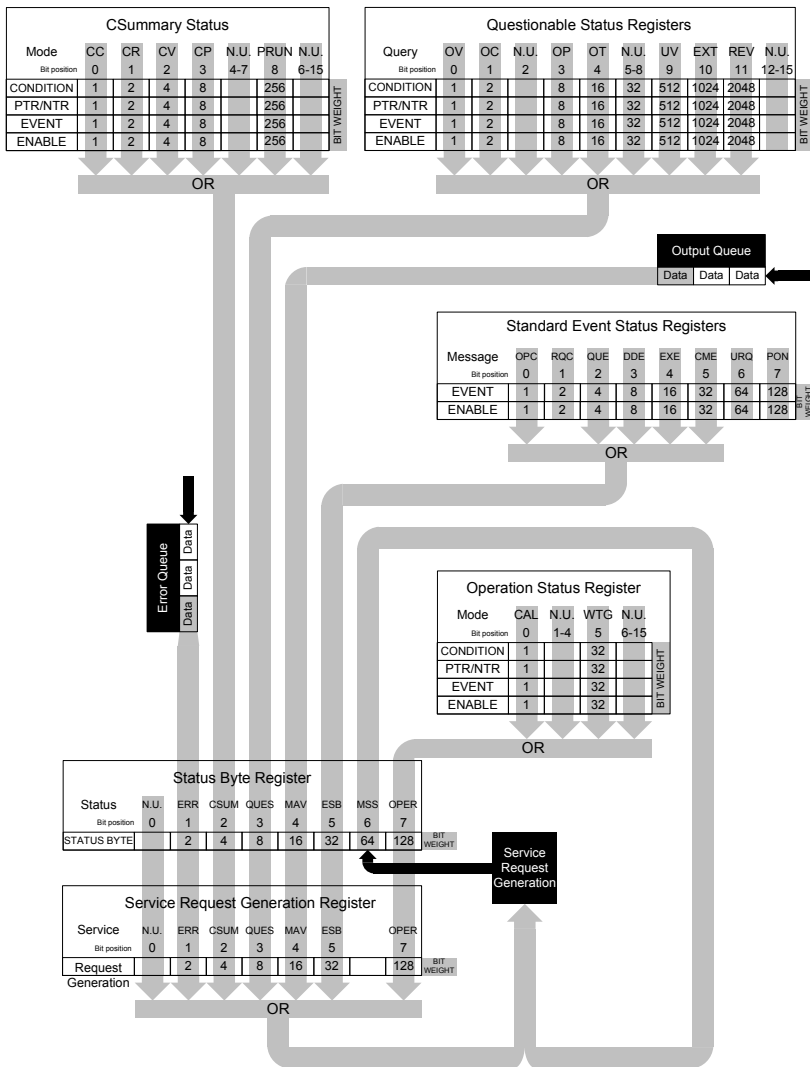 CSummary Status
Mode CC CR CV CP N.U. PRUN N.U.
Bit position 0 1 2 3 4-7 8 6-15
CONDITION 1 2 4 8 256
PTR/NTR 1 2 4 8 256
EVENT 1 2 4 8 256
ENABLE 1 2 4 8 256
BIT WEIGHT
OR
Questionable Status Registers
Query OV OC N.U. OP OT N.U. UV EXT REV N.U.
Bit position 0 1 2 3 4 5-8 9 10 11 12-15
CONDITION 1 2 8 16 32 512 1024 2048
PTR/NTR 1 2 8 16 32 512 1024 2048
EVENT 1 2 8 16 32 512 1024 2048
ENABLE 1 2 8 16 32 512 1024 2048
BIT WEIGHT
OR
Output Queue
Data Data Data
Standard Event Status Registers
Message OPC RQC QUE DDE EXE CME URQ PON
Bit position 0 1 2 3 4 5 6 7
EVENT 1 2 4 8 16 32 64 128
ENABLE 1 2 4 8 16 32 64 128
BIT
WEIGHT
OR
Error Queue
Data Data Data
Operation Status Register
Mode CAL N.U. WTG N.U.
Bit position 0 1-4 5 6-15
CONDITION 1 32
PTR/NTR 1 32
EVENT 1 32
ENABLE 1 32
BIT WEIGHT
OR
Status Byte Register
Status N.U. ERR CSUM QUES MAV ESB MSS OPER
Bit position 0 1 2 3 4 5 6 7
STATUS BYTE 2 4 8 16 32 64 128
BIT
WEIGHT
Service
Request
Generation
Service Request Generation Register
Service N.U. ERR CSUM QUES MAV ESB OPER
Bit position 0 1 2 3 4 5 7
Request 2 4 8 16 32 128
Generation
BIT
WEIGHT
OR